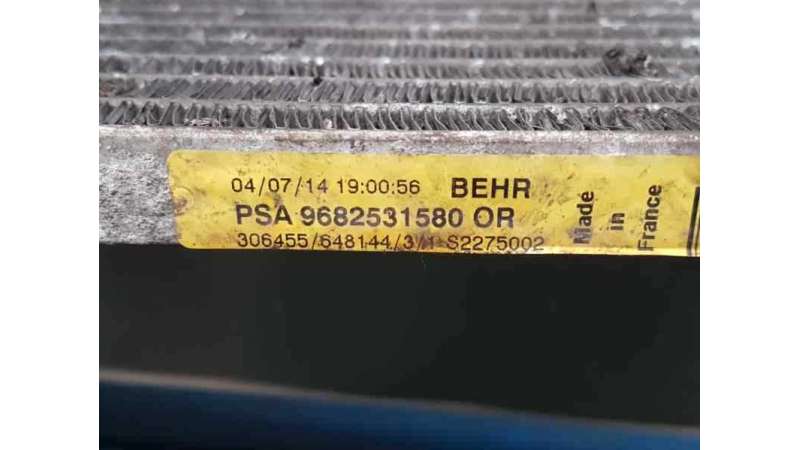 04/07/14 19:00:56 BEHR
PSA 9682531580 OR
306455/648144/3/1 S2275002
Made
in
France